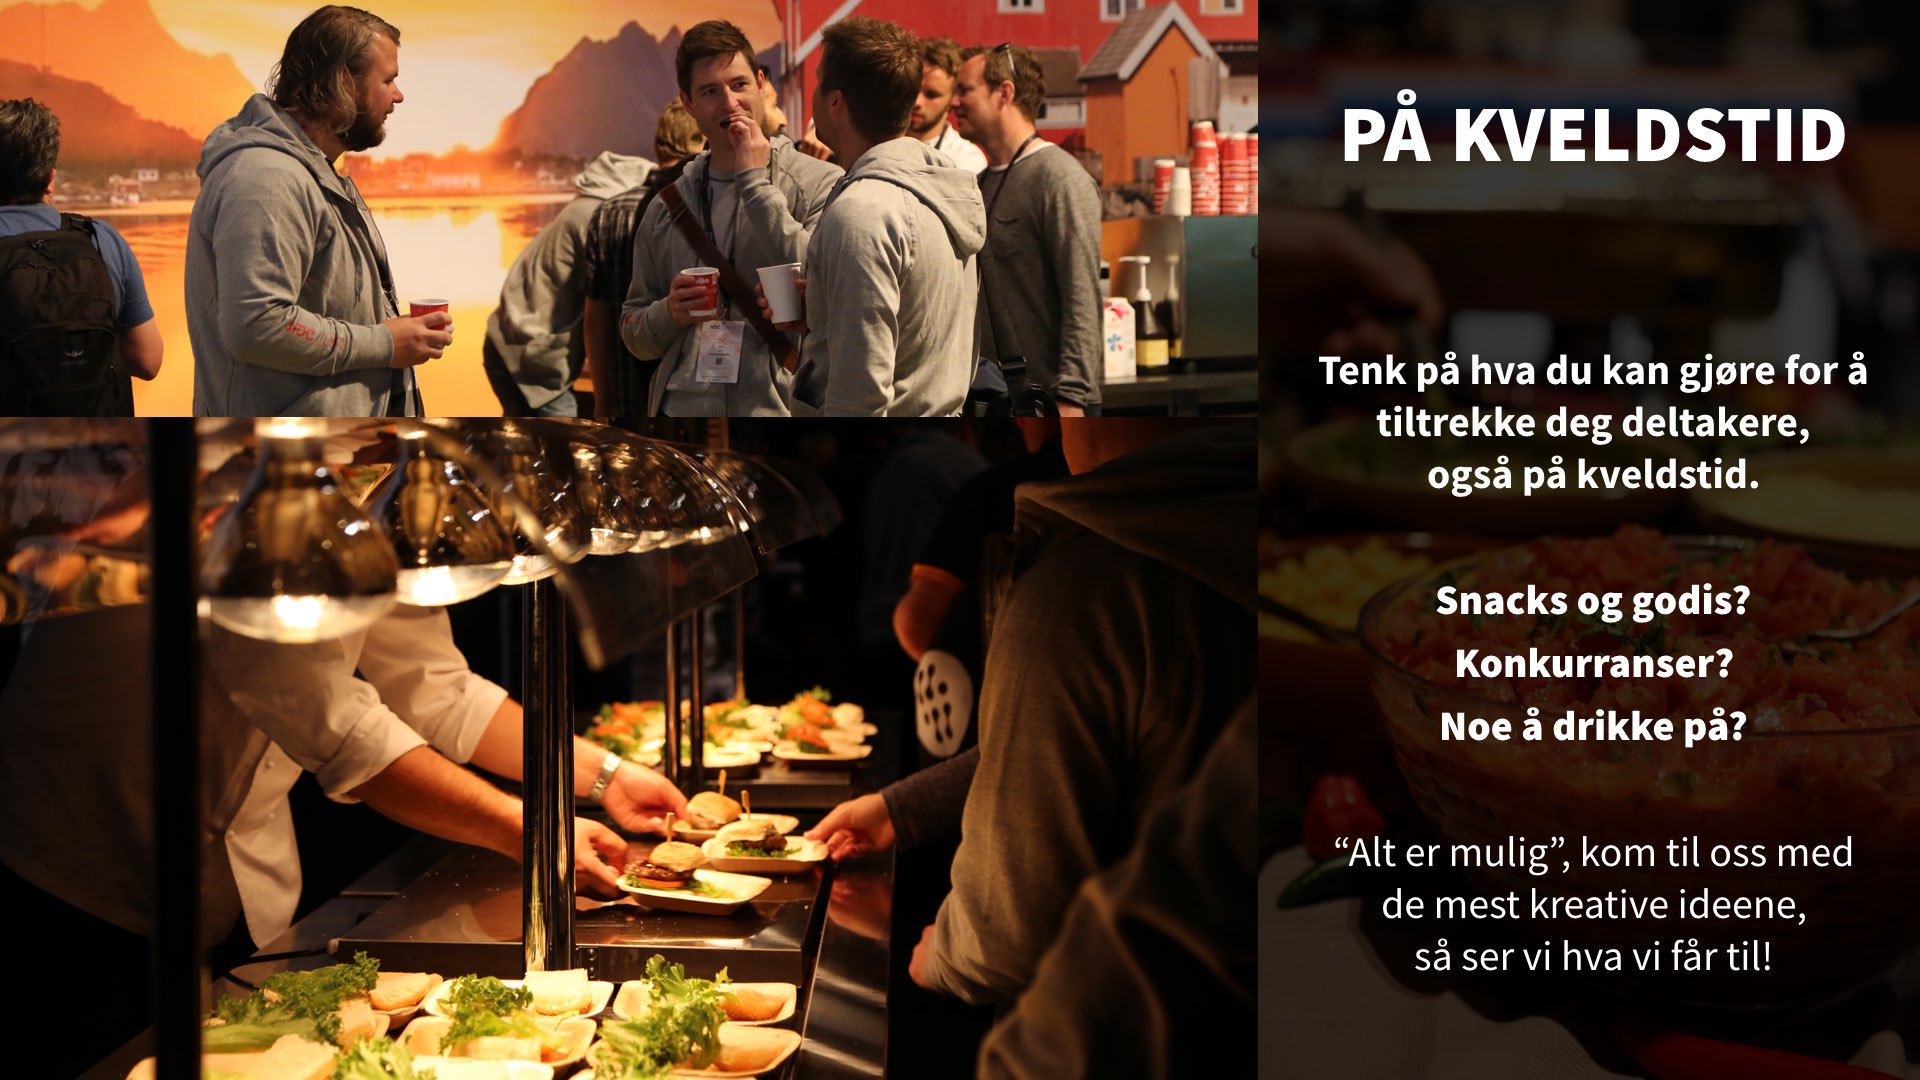 PÅ KVELDSTID
Tenk på hva du kan gjøre for å
tiltrekke deg deltakere,
også på kveldstid.
Snacks og godis?
Konkurranser?
Noe å drikke på?
“Alt er mulig”, kom til oss med
de mest kreative ideene,
så ser vi hva vi får til!